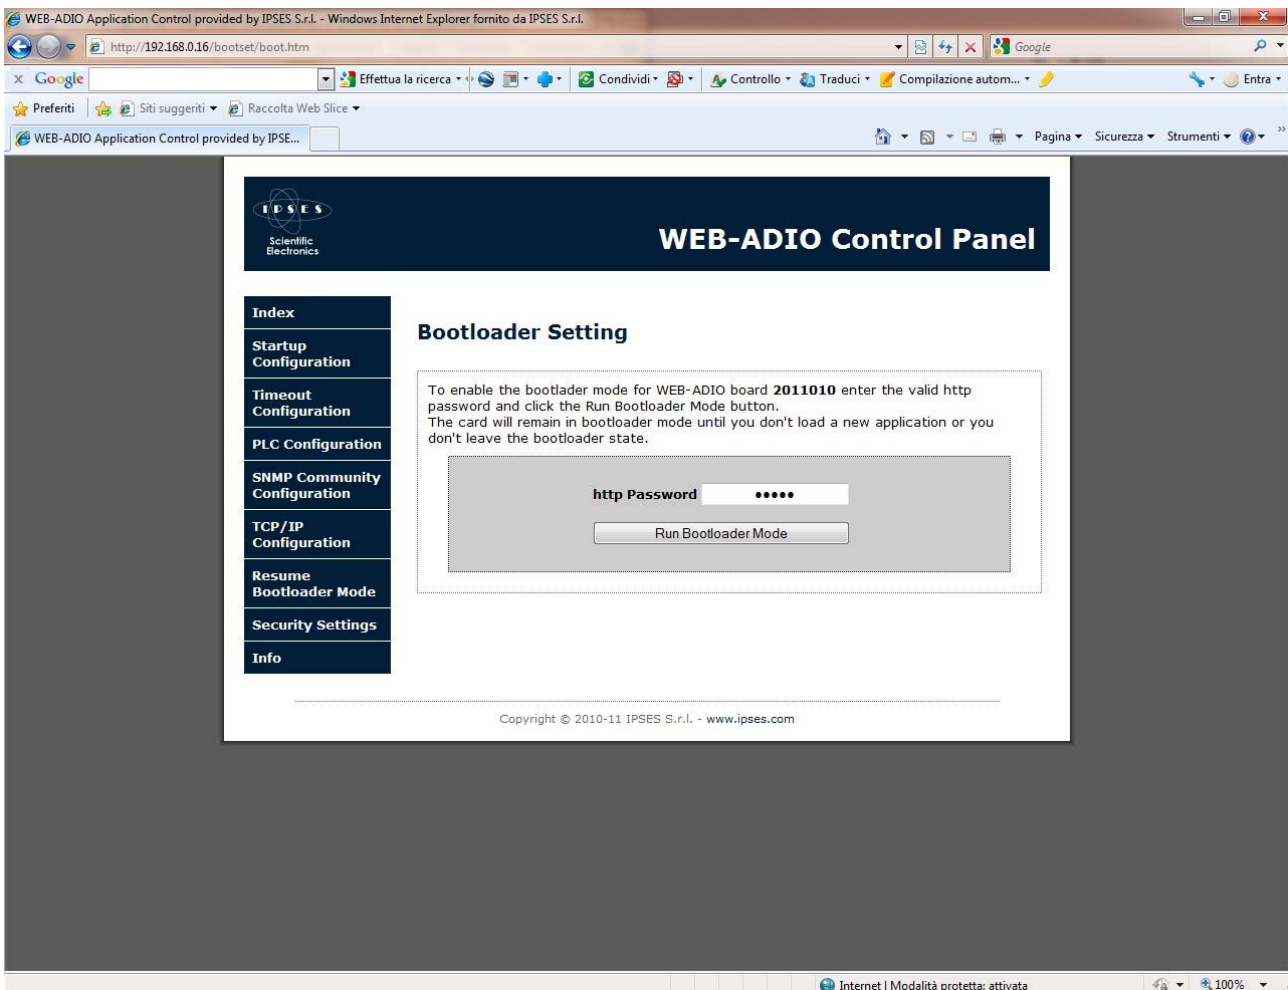 WEB-ADIO Application Control provided by IPSES S.r.l. - Windows Internet Explorer fornito da IPSES S.r.l.
http://192.168.0.16/bootset/boot.htm
Google
x Google
Effettua la ricerca
Condividi
Controllo
Traduci
Compilazione autom...
Entra
Preferiti
Siti suggeriti
Raccolta Web Slice
WEB-ADIO Application Control provided by IPSE...
Pagina
Sicurezza
Strumenti
IPSES
Scientific
Electronics
WEB-ADIO Control Panel
Index
Startup
Configuration
Timeout
Configuration
PLC Configuration
SNMP Community
Configuration
TCP/IP
Configuration
Resume
Bootloader Mode
Security Settings
Info
Bootloader Setting
To enable the bootlader mode for WEB-ADIO board 2011010 enter the valid http
password and click the Run Bootloader Mode button.
The card will remain in bootloader mode until you don't load a new application or you
don't leave the bootloader state.
http Password •••••
Run Bootloader Mode
Copyright © 2010-11 IPSES S.r.l. - www.ipses.com
Internet | Modalità protetta: attivata
100%